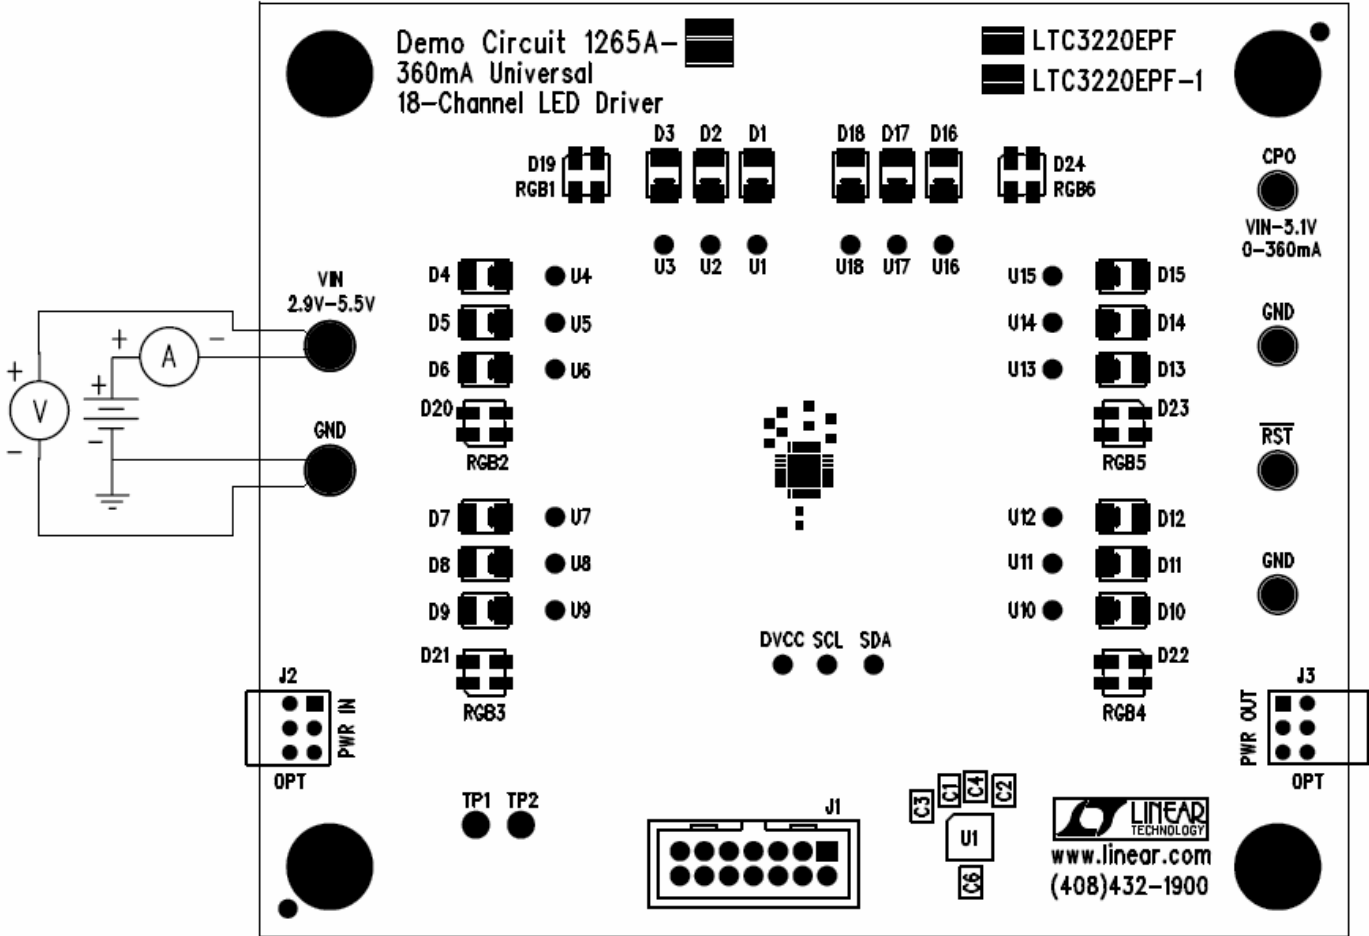 Demo Circuit 1265A-
360mA Universal
18-Channel LED Driver
LTC3220EPF
LTC3220EPF-1
D3 D2 D1 D18 D17 D16
D19
RGB1
D24
RGB6
CPO
VIN-5.1V
0-360mA
U3 U2 U1 U18 U17 U16
VIN
2.9V-5.5V
D4 U4 U15 D15
D5 U5 U14 D14
D6 U6 U13 D13
GND
+ A -
+ V -
+
-
D20
RGB2
D23
RGB5
GND
RST
D7 U7 U12 D12
D8 U8 U11 D11
D9 U9 U10 D10
GND
DVCC SCL SDA
D21
RGB3
D22
RGB4
J2
PWR IN
OPT
J3
PWR OUT
OPT
TP1 TP2
J1
C3 C1 C4 C2
U1
C6
LINEAR
TECHNOLOGY
www.linear.com
(408)432-1900